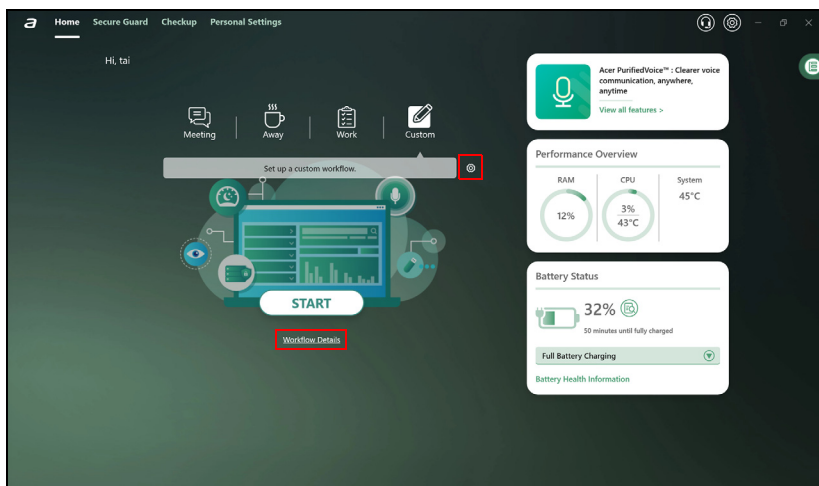 a Home Secure Guard Checkup Personal Settings
Hi, tai
Meeting Away Work Custom
Set up a custom workflow.
START
Workflow Details
Acer PurifiedVoice™ : Clearer voice
communication, anywhere,
anytime
View all features >
Performance Overview
RAM CPU System
12%
3%
43°C
45°C
Battery Status
32%
50 minutes until fully charged
Full Battery Charging
Battery Health Information